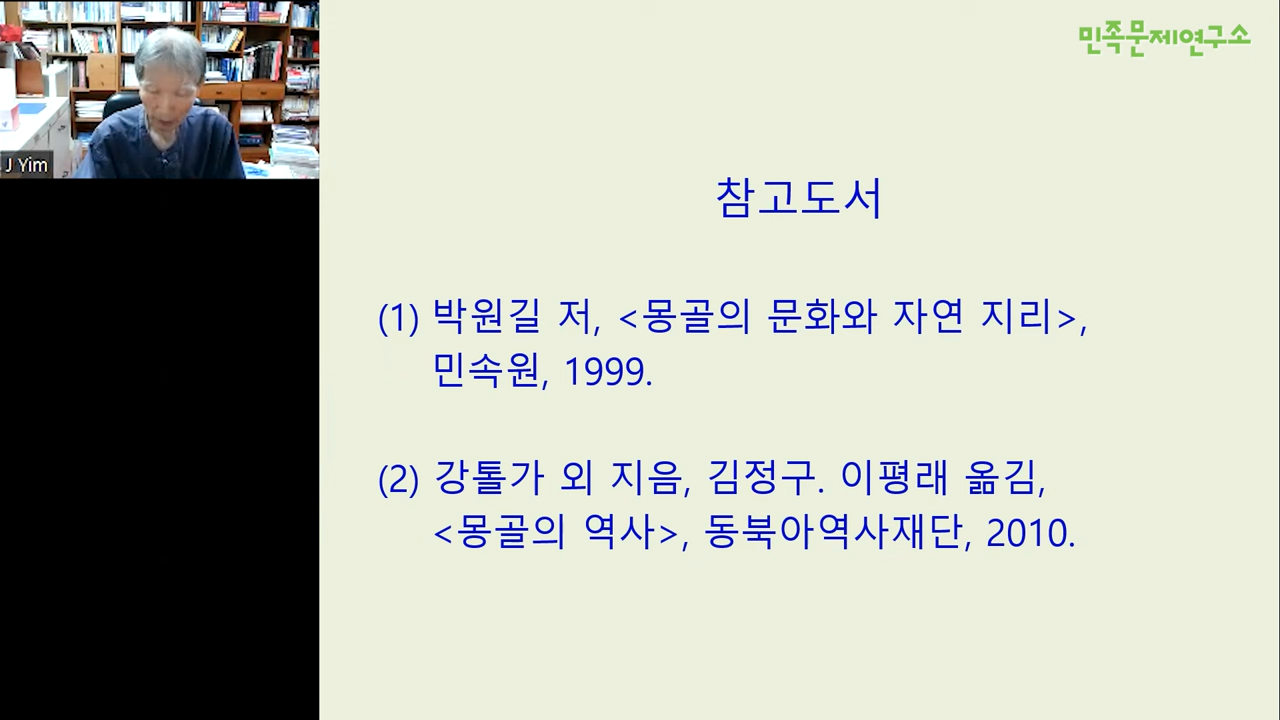 민족문제연구소
J Yim
참고도서
(1) 박원길 저, <몽골의 문화와 자연 지리>,
민속원, 1999.
(2) 강톨가 외 지음, 김정구. 이평래 옮김,
<몽골의 역사>, 동북아역사재단, 2010.